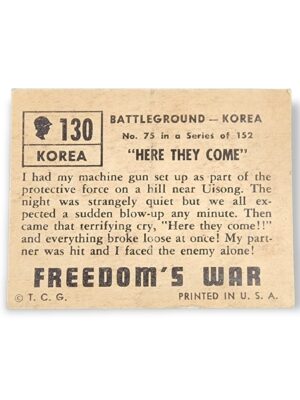 130
KOREA
BATTLEGROUND — KOREA
No. 75 in a Series of 152
"HERE THEY COME"
I had my machine gun set up as part of the
protective force on a hill near Uisong. The
night was strangely quiet but we all ex-
pected a sudden blow-up any minute. Then
came that terrifying cry, "Here they come!!"
and everything broke loose at once! My part-
ner was hit and I faced the enemy alone!
FREEDOM'S WAR
© T. C. G.
PRINTED IN U. S. A.